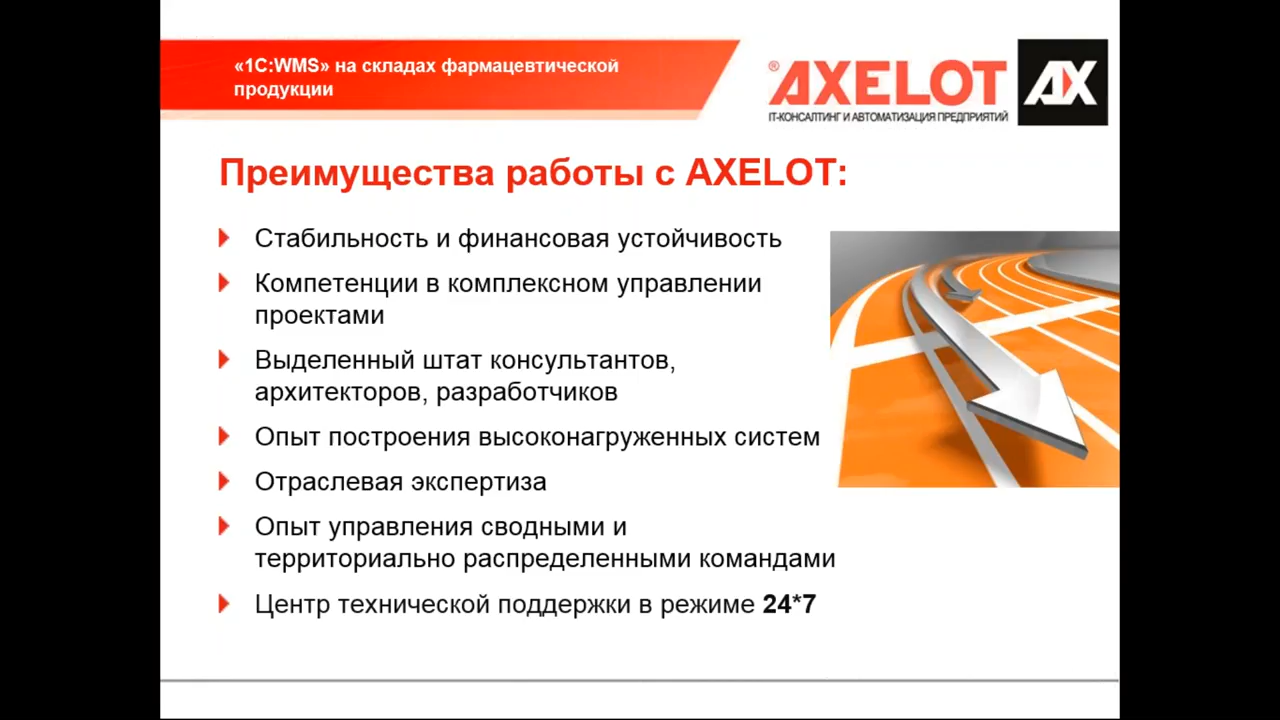 «1С:WMS» на складах фармацевтической
продукции
®AXELOT
AX
IT-КОНСАЛТИНГ И АВТОМАТИЗАЦИЯ ПРЕДПРИЯТИЙ
Преимущества работы с AXELOT:
Стабильность и финансовая устойчивость
Компетенции в комплексном управлении
проектами
Выделенный штат консультантов,
архитекторов, разработчиков
Опыт построения высоконагруженных систем
Отраслевая экспертиза
Опыт управления сводными и
территориально распределенными командами
Центр технической поддержки в режиме 24*7